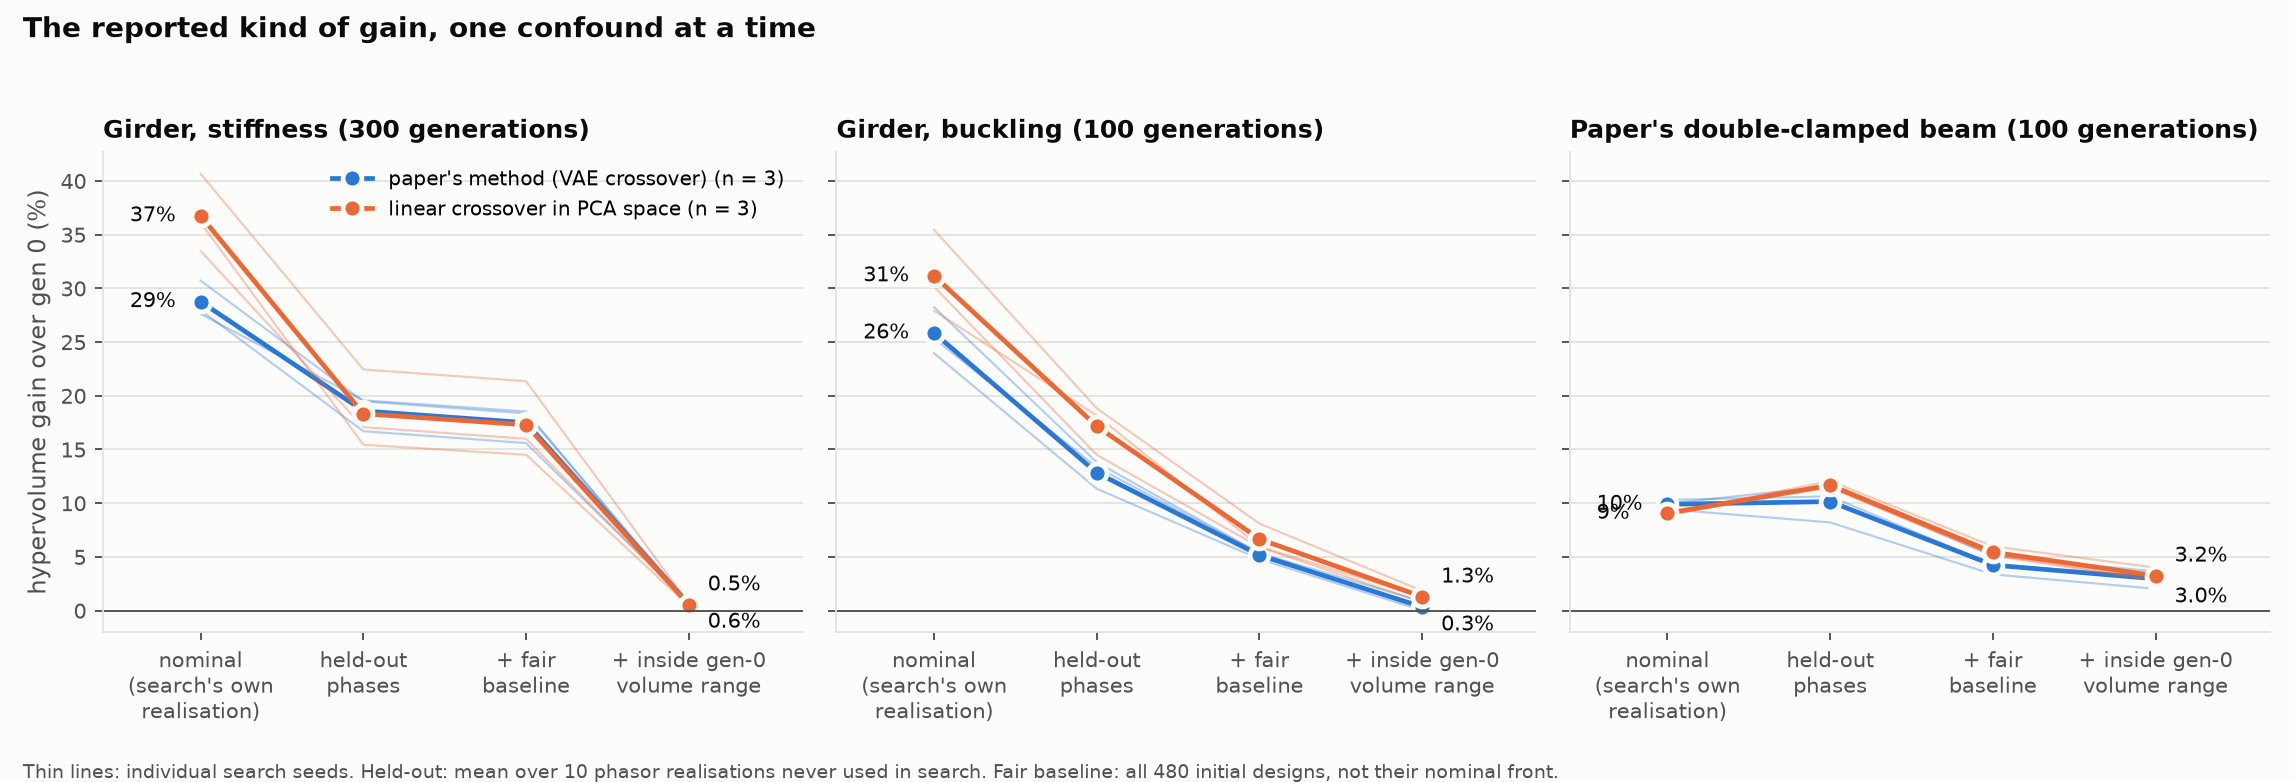 The reported kind of gain, one confound at a time
Girder, stiffness (300 generations)
hypervolume gain over gen 0 (%)
40
35
30
25
20
15
10
5
0
paper's method (VAE crossover) (n = 3)
linear crossover in PCA space (n = 3)
37%
29%
0.5%
0.6%
nominal
(search's own
realisation)
held-out
phases
+ fair
baseline
+ inside gen-0
volume range
Girder, buckling (100 generations)
31%
26%
1.3%
0.3%
nominal
(search's own
realisation)
held-out
phases
+ fair
baseline
+ inside gen-0
volume range
Paper's double-clamped beam (100 generations)
10%
9%
3.2%
3.0%
nominal
(search's own
realisation)
held-out
phases
+ fair
baseline
+ inside gen-0
volume range
Thin lines: individual search seeds. Held-out: mean over 10 phasor realisations never used in search. Fair baseline: all 480 initial designs, not their nominal front.